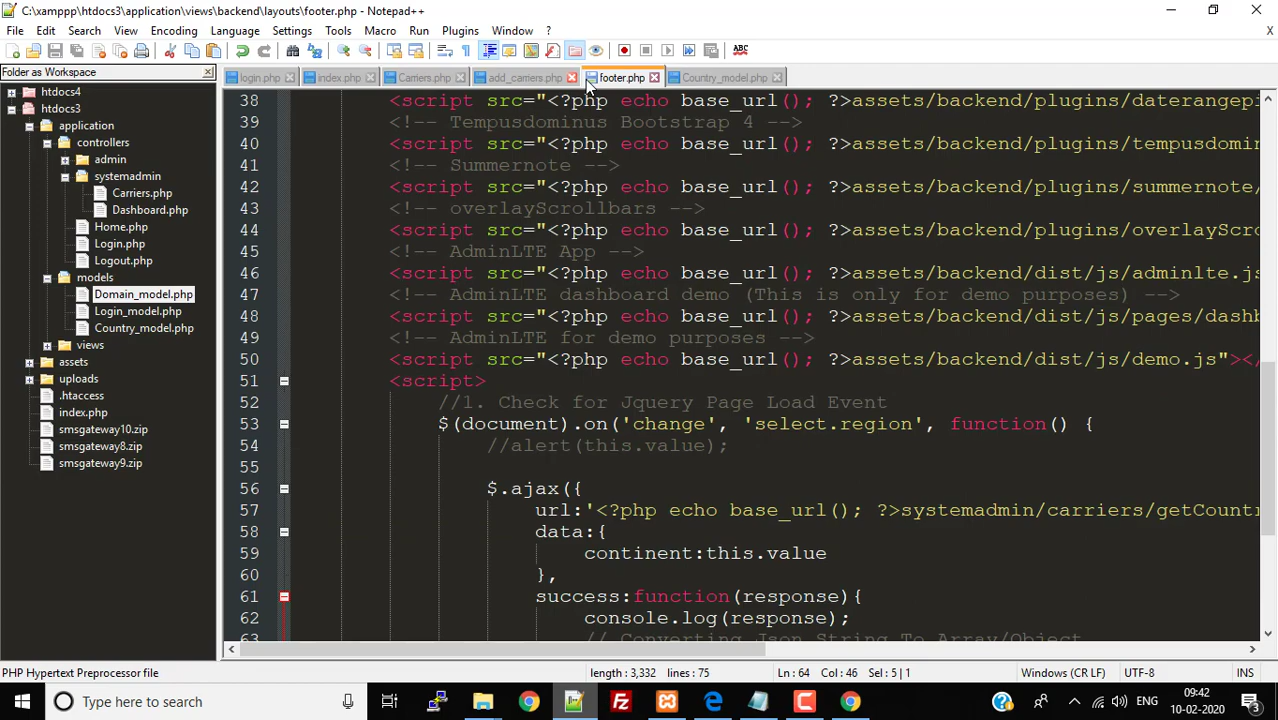 C:\xamppp\htdocs3\application\views\backend\layouts\footer.php - Notepad++
File Edit Search View Encoding Language Settings Tools Macro Run Plugins Window ?
Folder as Workspace
login.php index.php Carriers.php add_carriers.php footer.php Country_model.php
htdocs4
htdocs3
application
controllers
admin
systemadmin
Carriers.php
Dashboard.php
Home.php
Login.php
Logout.php
models
Domain_model.php
Login_model.php
Country_model.php
views
assets
uploads
.htaccess
index.php
smsgateway10.zip
smsgateway8.zip
smsgateway9.zip
38 <script src="<?php echo base_url(); ?>assets/backend/plugins/daterangepi
39 <!-- Tempusdominus Bootstrap 4 -->
40 <script src="<?php echo base_url(); ?>assets/backend/plugins/tempusdomin
41 <!-- Summernote -->
42 <script src="<?php echo base_url(); ?>assets/backend/plugins/summernote/
43 <!-- overlayScrollbars -->
44 <script src="<?php echo base_url(); ?>assets/backend/plugins/overlayScro
45 <!-- AdminLTE App -->
46 <script src="<?php echo base_url(); ?>assets/backend/dist/js/adminlte.js
47 <!-- AdminLTE dashboard demo (This is only for demo purposes) -->
48 <script src="<?php echo base_url(); ?>assets/backend/dist/js/pages/dashb
49 <!-- AdminLTE for demo purposes -->
50 <script src="<?php echo base_url(); ?>assets/backend/dist/js/demo.js"></
51 <script>
52 //1. Check for Jquery Page Load Event
53 $(document).on('change', 'select.region', function() {
54 //alert(this.value);
55
56 $.ajax({
57 url:'<?php echo base_url(); ?>systemadmin/carriers/getCount
58 data:{
59 continent:this.value
60 },
61 success:function(response){
62 console.log(response);
63 // Converting Json String To Array/Object
PHP Hypertext Preprocessor file length : 3,332 lines : 75 Ln : 64 Col : 46 Sel : 5 | 1 Windows (CR LF) UTF-8 INS
Type here to search
ENG
09:42
10-02-2020
3